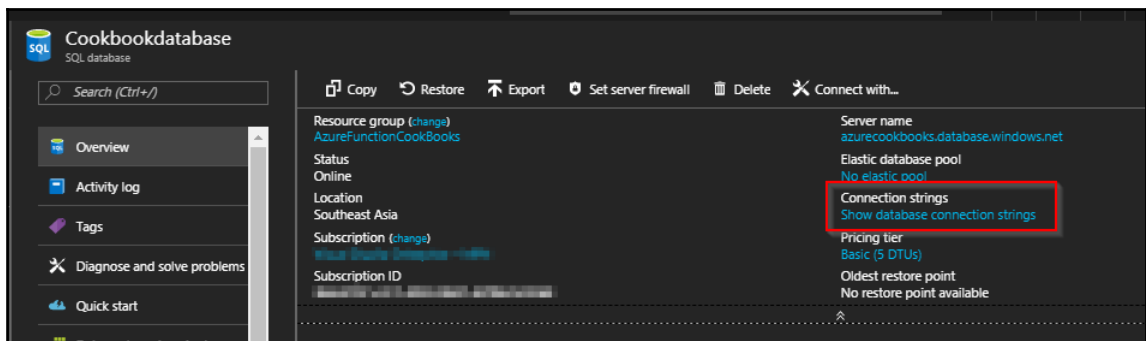 SQL
Cookbookdatabase
SQL database
Search (Ctrl+/)
Overview
Activity log
Tags
Diagnose and solve problems
Quick start
Copy
Restore
Export
Set server firewall
Delete
Connect with...
Resource group (change)
AzureFunctionCookBooks
Status
Online
Location
Southeast Asia
Subscription (change)
Subscription ID
Server name
azurecookbooks.database.windows.net
Elastic database pool
No elastic pool
Connection strings
Show database connection strings
Pricing tier
Basic (5 DTUs)
Oldest restore point
No restore point available